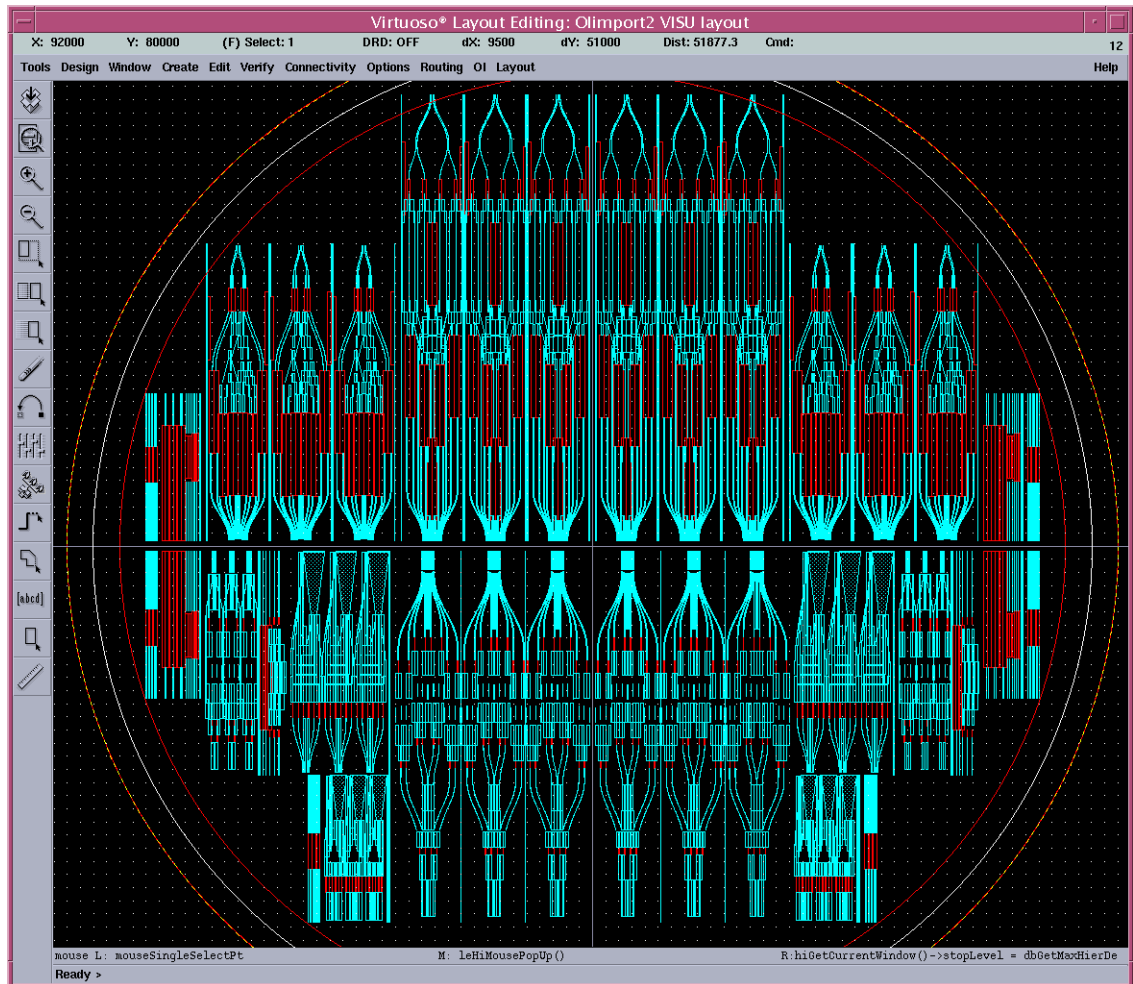 Virtuoso® Layout Editing: OIimport2 VISU layout
X: 92000 Y: 80000 (F) Select: 1 DRD: OFF dX: 9500 dY: 51000 Dist: 51877.3 Cmd:
12
Tools Design Window Create Edit Verify Connectivity Options Routing OI Layout Help
[abcd]
mouse L: mouseSingleSelectPt M: leHiMousePopUp() R:hiGetCurrentWindow()->stopLevel = dbGetMaxHierDe
Ready >